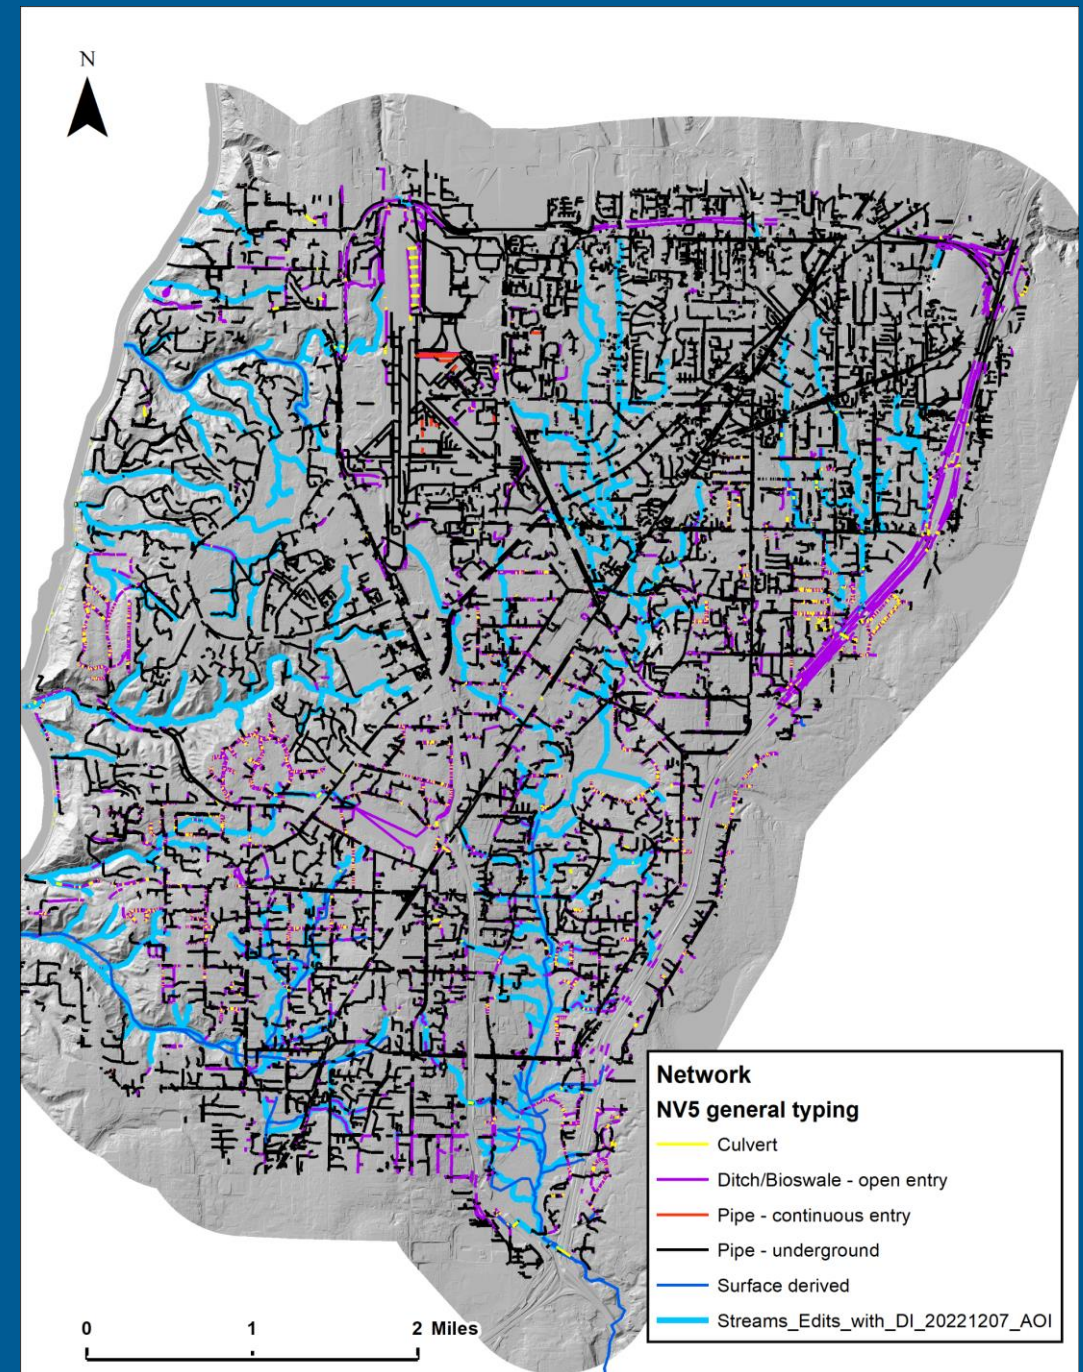 N
Network
NV5 general typing
Culvert
Ditch/Bioswale - open entry
Pipe - continuous entry
Pipe - underground
Surface derived
Streams_Edits_with_DI_20221207_AOI
0 1 2 Miles